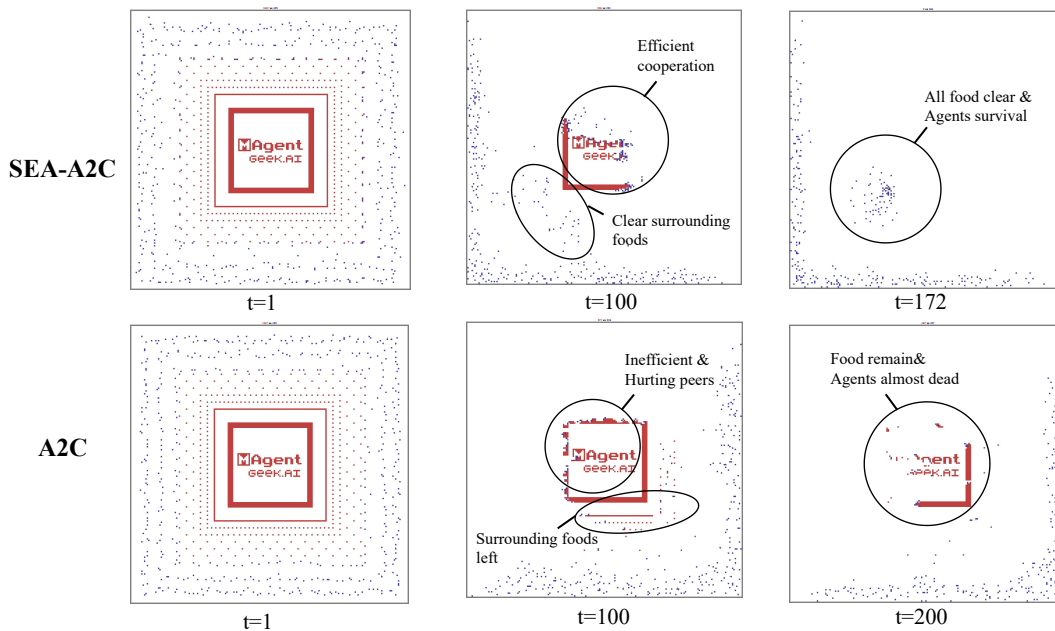 SEA-A2C
MAgent
GEEK.AI
t=1
Efficient
cooperation
MAgent
GEEK.AI
Clear surrounding
foods
t=100
All food clear &
Agents survival
t=172
A2C
MAgent
GEEK.AI
t=1
Inefficient &
Hurting peers
MAgent
GEEK.AI
Surrounding foods
left
t=100
Food remain&
Agents almost dead
t=200